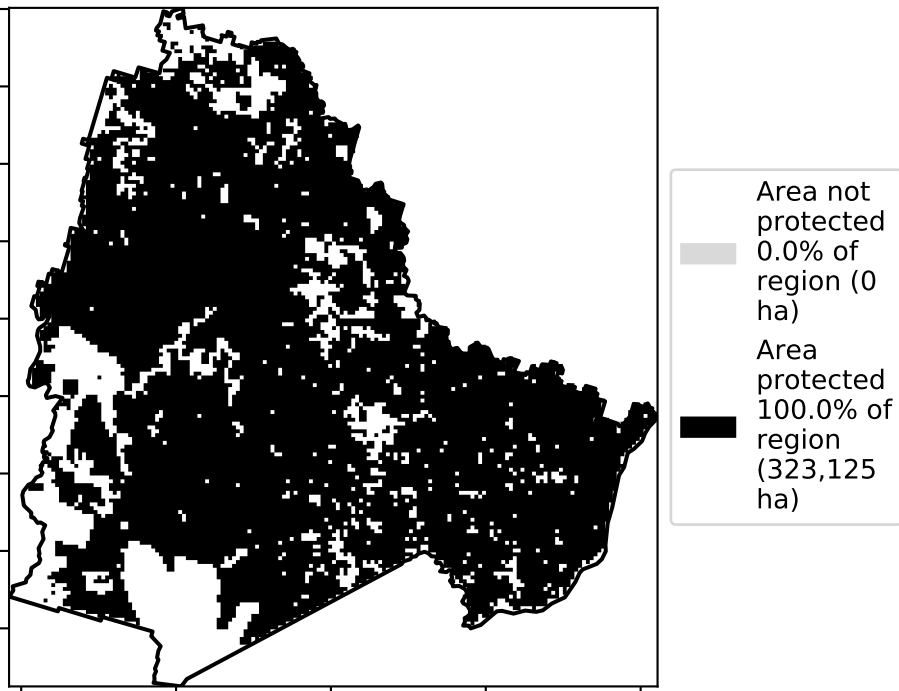 Area not
protected
0.0% of
region (0
ha)
Area
protected
100.0% of
region
(323,125
ha)